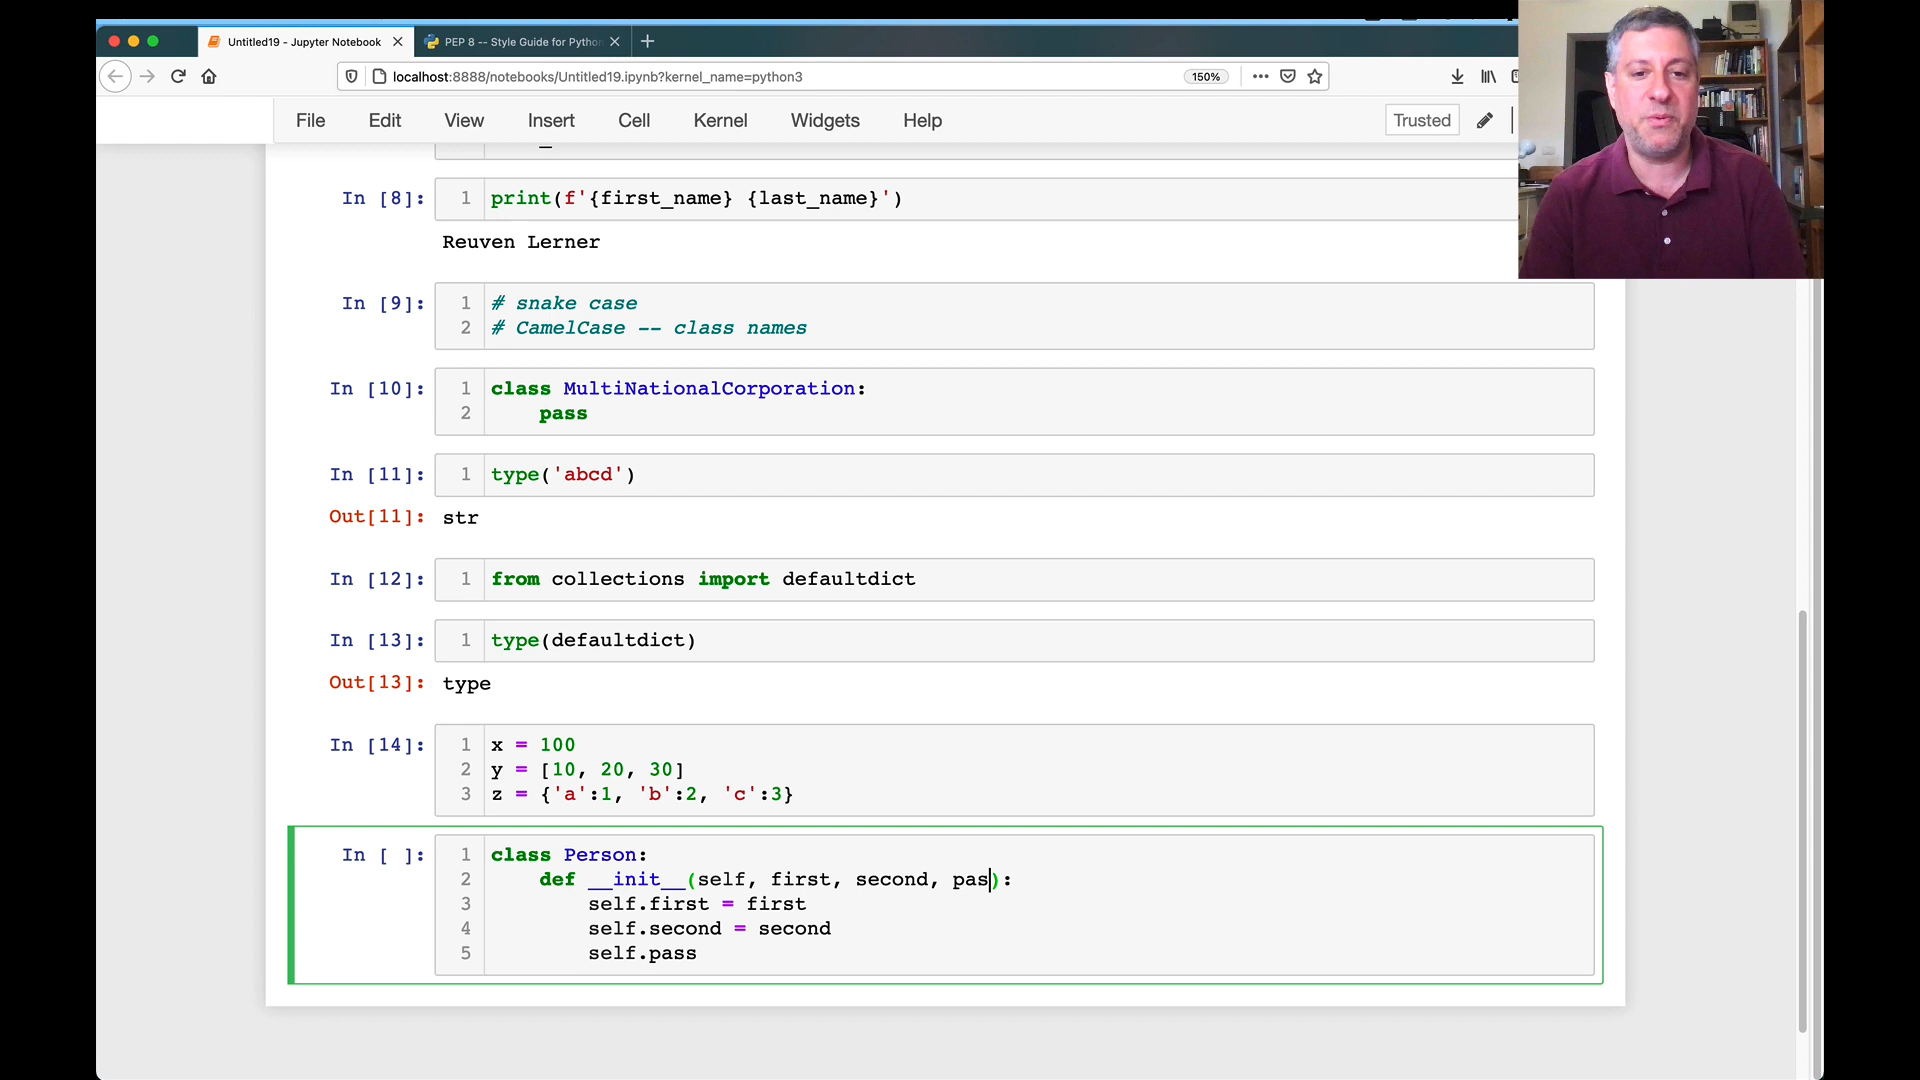 Untitled19 - Jupyter Notebook
PEP 8 -- Style Guide for Python
localhost:8888/notebooks/Untitled19.ipynb?kernel_name=python3
150%
File Edit View Insert Cell Kernel Widgets Help
Trusted
In [8]: 1 print(f'{first_name} {last_name}')
Reuven Lerner
In [9]: 1 # snake case
2 # CamelCase -- class names
In [10]: 1 class MultiNationalCorporation:
2 pass
In [11]: 1 type('abcd')
Out[11]: str
In [12]: 1 from collections import defaultdict
In [13]: 1 type(defaultdict)
Out[13]: type
In [14]: 1 x = 100
2 y = [10, 20, 30]
3 z = {'a':1, 'b':2, 'c':3}
In [ ]: 1 class Person:
2 def __init__(self, first, second, pas):
3 self.first = first
4 self.second = second
5 self.pass